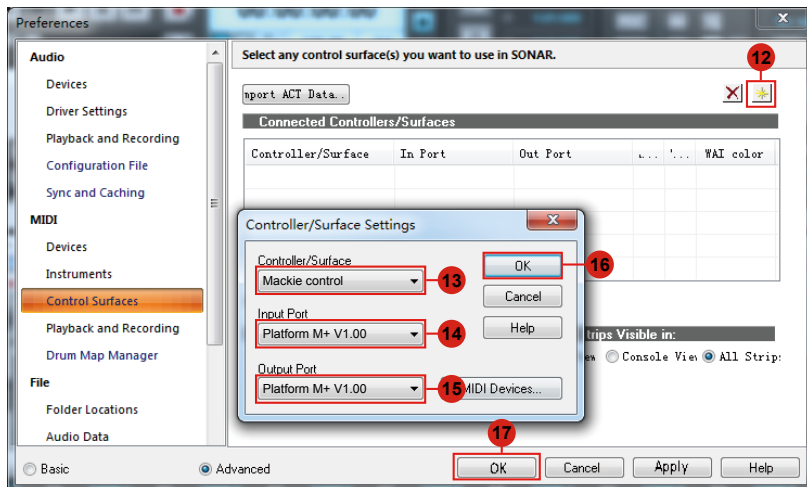 Preferences
Audio
Devices
Driver Settings
Playback and Recording
Configuration File
Sync and Caching
MIDI
Devices
Instruments
Control Surfaces
Playback and Recording
Drum Map Manager
File
Folder Locations
Audio Data
Basic
Advanced
Select any control surface(s) you want to use in SONAR.
12
mport ACT Data..
Connected Controllers/Surfaces
Controller/Surface In Port Out Port ... '... WAI color
Controller/Surface Settings
Controller/Surface
Mackie control
13
OK
16
Cancel
Input Port
Platform M+ V1.00
14
Help
Output Port
Platform M+ V1.00
15
MIDI Devices...
trips Visible in:
Console View All Strip:
17
OK Cancel Apply Help